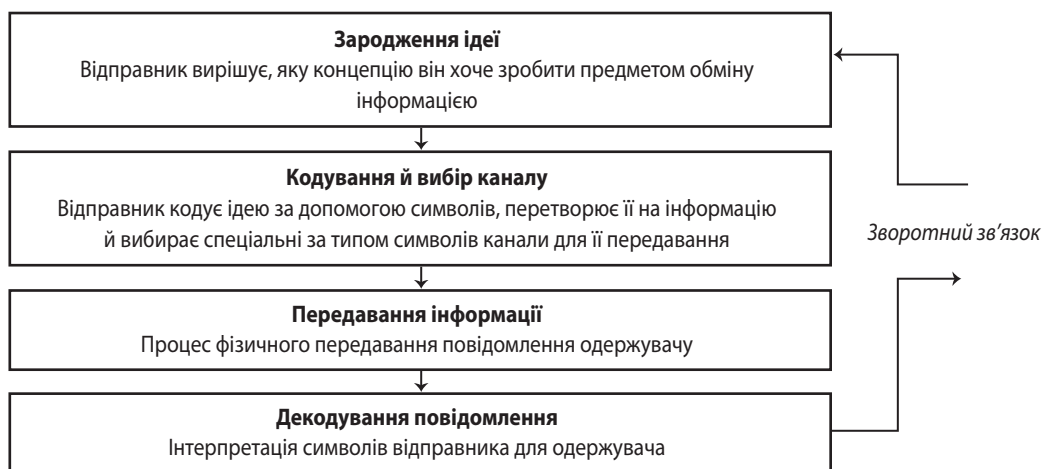 Зародження ідеї
Відправник вирішує, яку концепцію він хоче зробити предметом обміну
інформацією
Кодування й вибір каналу
Відправник кодує ідею за допомогою символів, перетворює її на інформацію
й вибирає спеціальні за типом символів канали для її передавання
Зворотний зв’язок
Передавання інформації
Процес фізичного передавання повідомлення одержувачу
Декодування повідомлення
Інтерпретація символів відправника для одержувача